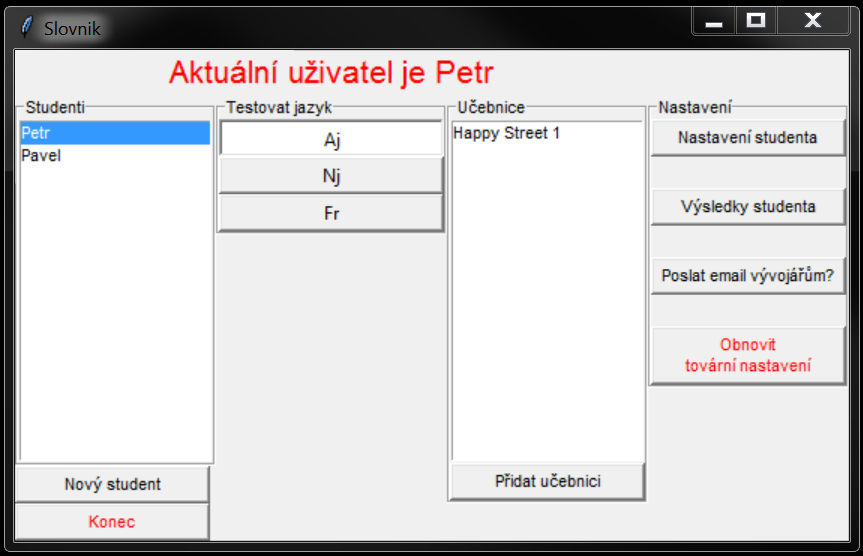 Slovnik
Aktuální uživatel je Petr
Studenti
Petr
Pavel
Nový student
Konec
Testovat jazyk
Aj
Nj
Fr
Učebnice
Happy Street 1
Přidat učebnici
Nastavení
Nastavení studenta
Výsledky studenta
Poslat email vývojářům?
Obnovit
tovární nastavení